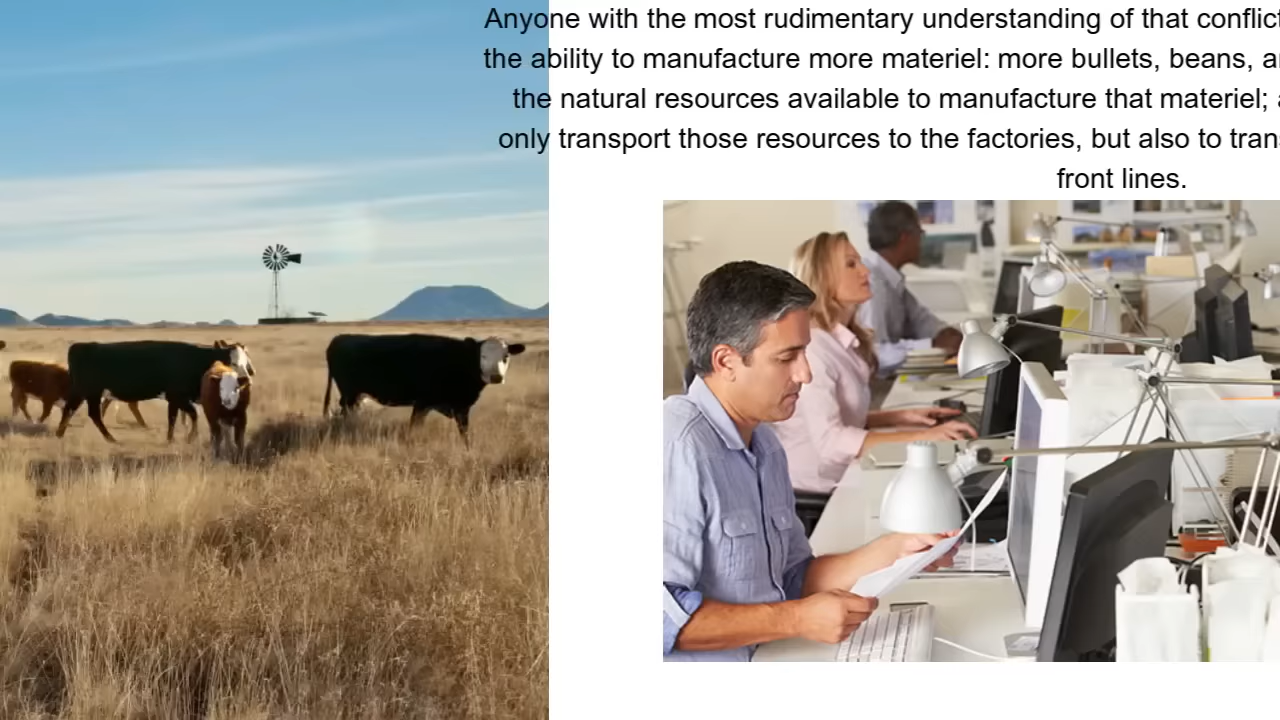 Anyone with the most rudimentary understanding of that conflict
the ability to manufacture more materiel: more bullets, beans,
the natural resources available to manufacture that materiel;
only transport those resources to the factories, but also to
front lines.